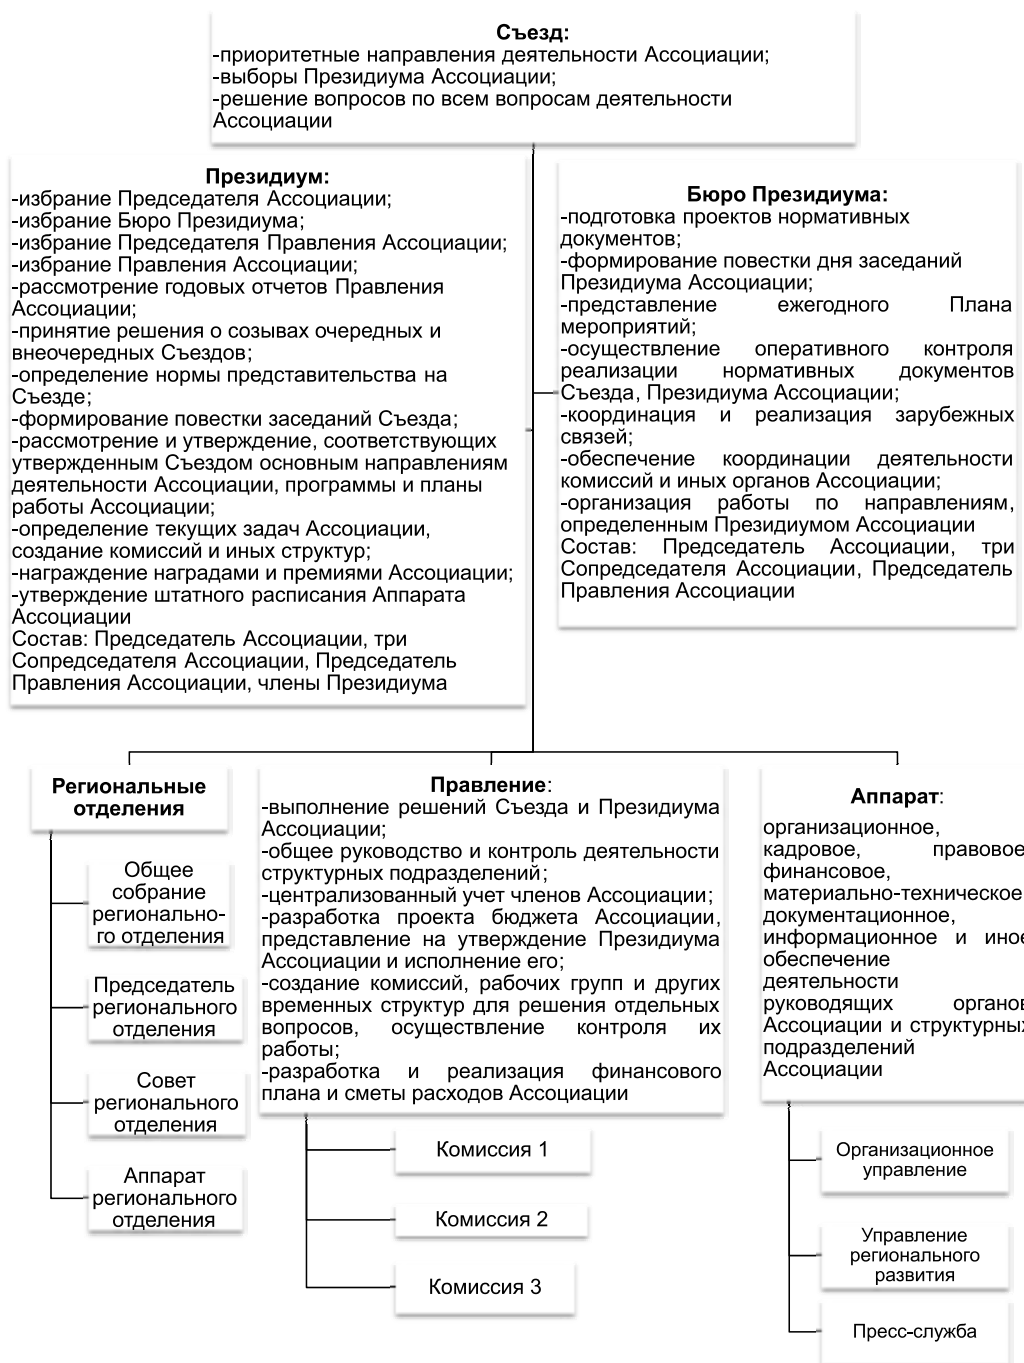 Съезд:
-приоритетные направления деятельности Ассоциации;
-выборы Президиума Ассоциации;
-решение вопросов по всем вопросам деятельности
Ассоциации
Президиум:
-избрание Председателя Ассоциации;
-избрание Бюро Президиума;
-избрание Председателя Правления Ассоциации;
-избрание Правления Ассоциации;
-рассмотрение годовых отчетов Правления
Ассоциации;
-принятие решения о созывах очередных и
внеочередных Съездов;
-определение нормы представительства на
Съезде;
-формирование повестки заседаний Съезда;
-рассмотрение и утверждение, соответствующих
утвержденным Съездом основным направлениям
деятельности Ассоциации, программы и планы
работы Ассоциации;
-определение текущих задач Ассоциации,
создание комиссий и иных структур;
-награждение наградами и премиями Ассоциации;
-утверждение штатного расписания Аппарата
Ассоциации
Состав: Председатель Ассоциации, три
Сопредседателя Ассоциации, Председатель
Правления Ассоциации, члены Президиума
Бюро Президиума:
-подготовка проектов нормативных
документов;
-формирование повестки дня заседаний
Президиума Ассоциации;
-представление ежегодного Плана
мероприятий;
-осуществление оперативного контроля
реализации нормативных документов
Съезда, Президиума Ассоциации;
-координация и реализация зарубежных
связей;
-обеспечение координации деятельности
комиссий и иных органов Ассоциации;
-организация работы по направлениям,
определенным Президиумом Ассоциации
Состав: Председатель Ассоциации, три
Сопредседателя Ассоциации, Председатель
Правления Ассоциации
Региональные
отделения
Общее
собрание
регионально-
го отделения
Председатель
регионального
отделения
Совет
регионального
отделения
Аппарат
регионального
отделения
Правление:
-выполнение решений Съезда и Президиума
Ассоциации;
-общее руководство и контроль деятельности
структурных подразделений;
-централизованный учет членов Ассоциации;
-разработка проекта бюджета Ассоциации,
представление на утверждение Президиума
Ассоциации и исполнение его;
-создание комиссий, рабочих групп и других
временных структур для решения отдельных
вопросов, осуществление контроля их
работы;
-разработка и реализация финансового
плана и сметы расходов Ассоциации
Комиссия 1
Комиссия 2
Комиссия 3
Аппарат:
организационное,
кадровое, правовое
финансовое,
материально-техническое
документационное,
информационное и иное
обеспечение
деятельности
руководящих органов
Ассоциации и структурных
подразделений
Ассоциации
Организационное
управление
Управление
регионального
развития
Пресс-служба